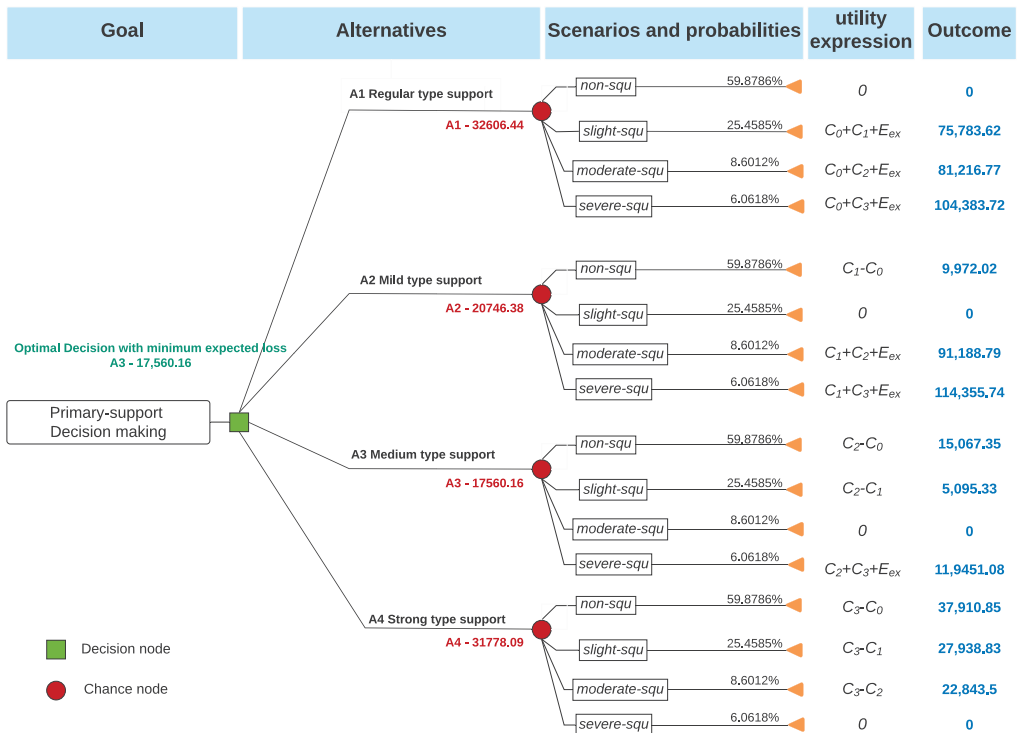 Goal
Alternatives
Scenarios and probabilities
utility
expression
Outcome
A1 Regular type support
A1 - 32606.44
non-squ 59.8786% 0 0
slight-squ 25.4585% C0+C1+Eex 75,783.62
moderate-squ 8.6012% C0+C2+Eex 81,216.77
severe-squ 6.0618% C0+C3+Eex 104,383.72
A2 Mild type support
A2 - 20746.38
non-squ 59.8786% C1-C0 9,972.02
slight-squ 25.4585% 0 0
moderate-squ 8.6012% C1+C2+Eex 91,188.79
severe-squ 6.0618% C1+C3+Eex 114,355.74
Optimal Decision with minimum expected loss
A3 - 17,560.16
Primary-support
Decision making
A3 Medium type support
A3 - 17560.16
non-squ 59.8786% C2-C0 15,067.35
slight-squ 25.4585% C2-C1 5,095.33
moderate-squ 8.6012% 0 0
severe-squ 6.0618% C2+C3+Eex 11,9451.08
A4 Strong type support
A4 - 31778.09
non-squ 59.8786% C3-C0 37,910.85
slight-squ 25.4585% C3-C1 27,938.83
moderate-squ 8.6012% C3-C2 22,843.5
severe-squ 6.0618% 0 0
Decision node
Chance node